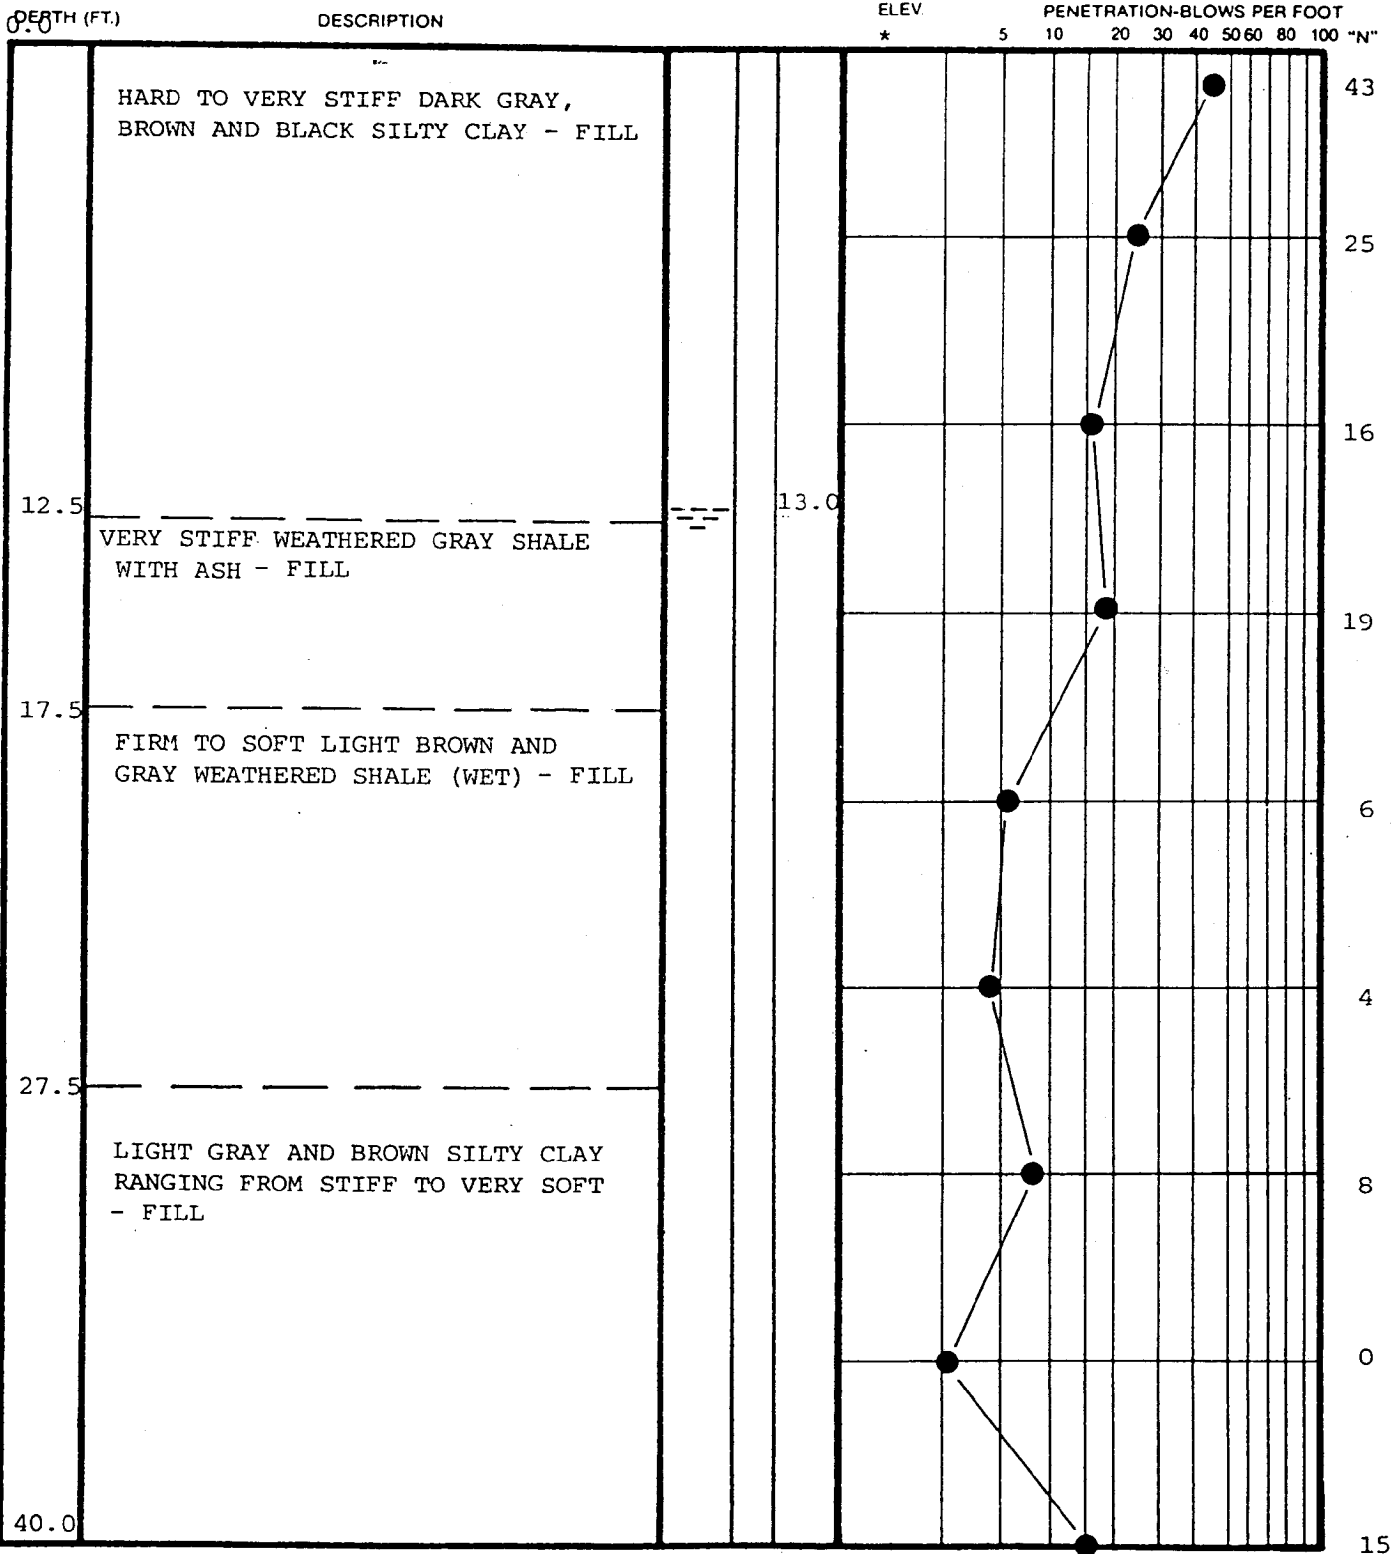 DEPTH (FT.) DESCRIPTION ELEV. PENETRATION-BLOWS PER FOOT
0.0 * 5 10 20 30 40 50 60 80 100 "N"
HARD TO VERY STIFF DARK GRAY,
BROWN AND BLACK SILTY CLAY - FILL
43
25
16
12.5 13.0
VERY STIFF WEATHERED GRAY SHALE
WITH ASH - FILL
19
17.5
FIRM TO SOFT LIGHT BROWN AND
GRAY WEATHERED SHALE (WET) - FILL
6
4
27.5
LIGHT GRAY AND BROWN SILTY CLAY
RANGING FROM STIFF TO VERY SOFT
- FILL
8
0
40.0
15